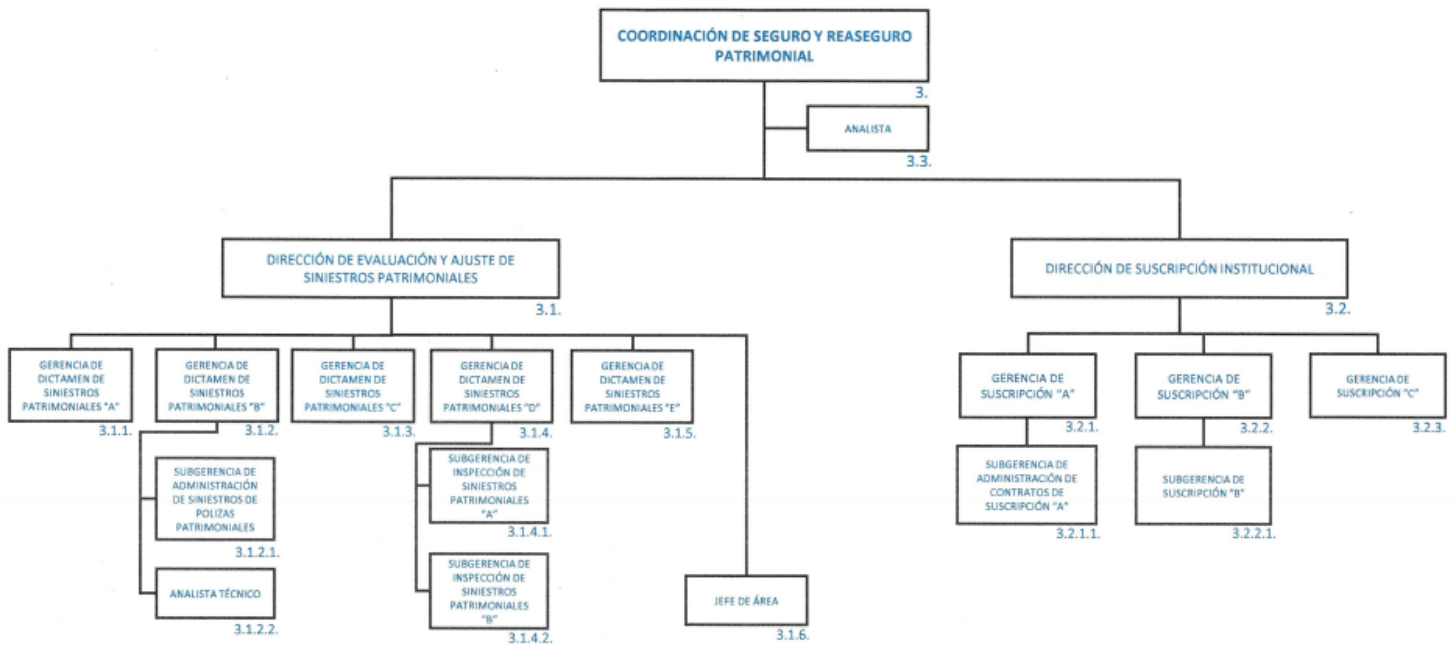 COORDINACIÓN DE SEGURO Y REASEGURO
PATRIMONIAL
3.
ANALISTA
3.3.
DIRECCIÓN DE EVALUACIÓN Y AJUSTE DE
SINIESTROS PATRIMONIALES
3.1.
DIRECCIÓN DE SUSCRIPCIÓN INSTITUCIONAL
3.2.
GERENCIA DE
DICTAMEN DE
SINIESTROS
PATRIMONIALES "A"
3.1.1.
GERENCIA DE
DICTAMEN DE
SINIESTROS
PATRIMONIALES "B"
3.1.2.
GERENCIA DE
DICTAMEN DE
SINIESTROS
PATRIMONIALES "C"
3.1.3.
GERENCIA DE
DICTAMEN DE
SINIESTROS
PATRIMONIALES "D"
3.1.4.
GERENCIA DE
DICTAMEN DE
SINIESTROS
PATRIMONIALES "E"
3.1.5.
GERENCIA DE
SUSCRIPCIÓN "A"
3.2.1.
GERENCIA DE
SUSCRIPCIÓN "B"
3.2.2.
GERENCIA DE
SUSCRIPCIÓN "C"
3.2.3.
SUBGERENCIA DE
ADMINISTRACIÓN
DE SINIESTROS DE
POLIZAS
PATRIMONIALES
3.1.2.1.
SUBGERENCIA DE
INSPECCIÓN DE
SINIESTROS
PATRIMONIALES
"A"
3.1.4.1.
SUBGERENCIA DE
ADMINISTRACIÓN DE
CONTRATOS DE
SUSCRIPCIÓN "A"
3.2.1.1.
SUBGERENCIA DE
SUSCRIPCIÓN "B"
3.2.2.1.
ANALISTA TÉCNICO
3.1.2.2.
SUBGERENCIA DE
INSPECCIÓN DE
SINIESTROS
PATRIMONIALES
"B"
3.1.4.2.
JEFE DE ÁREA
3.1.6.